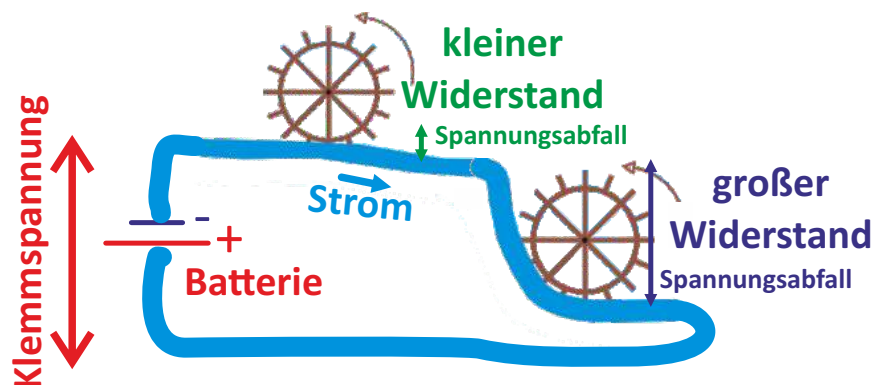 kleiner
Widerstand
Spannungsabfall
Klemmspannung
Strom
großer
Widerstand
Spannungsabfall
-
+
Batterie